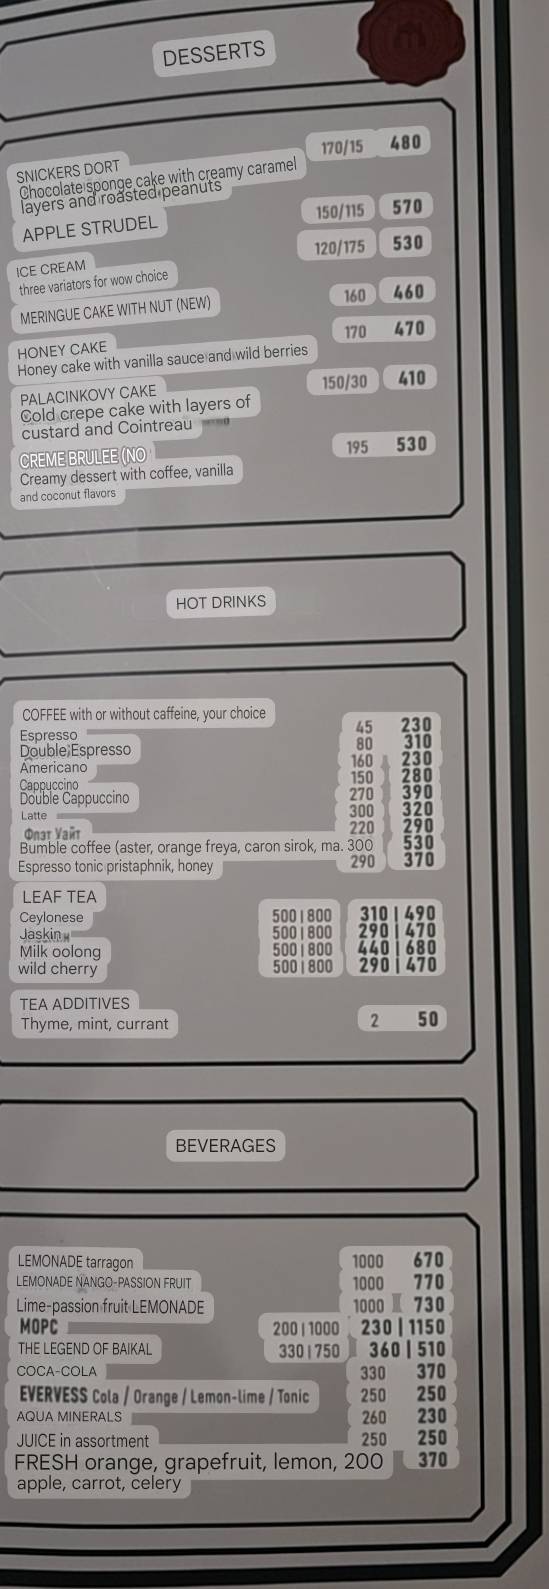 DESSERTS
170/15 480
SNICKERS DORT
Chocolate sponge cake with creamy caramel
layers and roasted peanuts
150/115 570
APPLE STRUDEL
120/175 530
ICE CREAM
three variators for wow choice
160 460
MERINGUE CAKE WITH NUT (NEW)
170 470
HONEY CAKE
Honey cake with vanilla sauce and wild berries
150/30 410
PALACINKOVY CAKE
Cold crepe cake with layers of
custard and Cointreau
195 530
CREME BRULEE (NO
Creamy dessert with coffee, vanilla
and coconut flavors
HOT DRINKS
COFFEE with or without caffeine, your choice
Espresso 45 230
Double Espresso 80 310
Americano 160 230
Cappuccino 150 280
Double Cappuccino 270 390
Latte 300 320
Флэт Уайт 220 290
Bumble coffee (aster, orange freya, caron sirok, ma. 300 530
Espresso tonic pristaphnik, honey 290 370
LEAF TEA
Ceylonese 500 | 800 310 | 490
Jaskin 500 | 800 290 | 470
Milk oolong 500 | 800 440 | 680
wild cherry 500 | 800 290 | 470
TEA ADDITIVES
Thyme, mint, currant 2 50
BEVERAGES
LEMONADE tarragon 1000 670
LEMONADE NANGO-PASSION FRUIT 1000 770
Lime-passion fruit LEMONADE 1000 730
МОРС 200 | 1000 230 | 1150
THE LEGEND OF BAIKAL 330 | 750 360 | 510
COCA-COLA 330 370
EVERVESS Cola / Orange / Lemon-lime / Tonic 250 250
AQUA MINERALS 260 230
JUICE in assortment 250 250
FRESH orange, grapefruit, lemon, 200 370
apple, carrot, celery